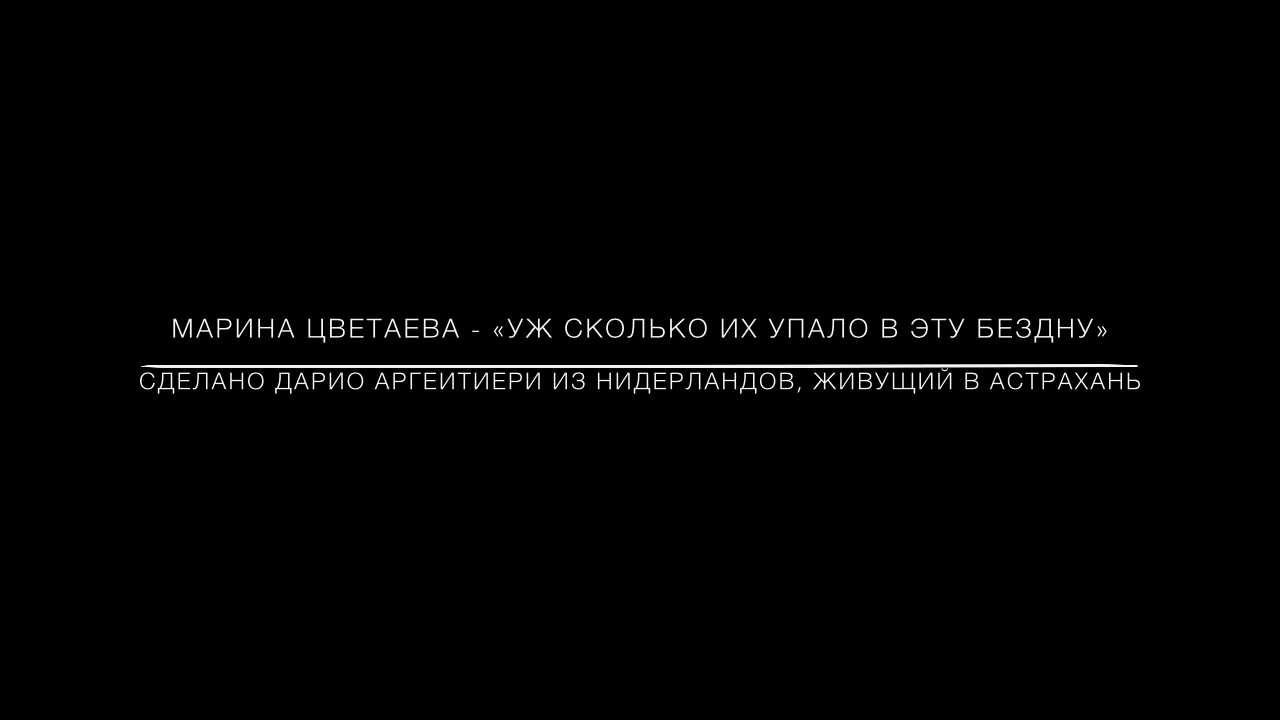 МАРИНА ЦВЕТАЕВА - «УЖ СКОЛЬКО ИХ УПАЛО В ЭТУ БЕЗДНУ»
СДЕЛАНО ДАРИО АРГЕИТИЕРИ ИЗ НИДЕРЛАНДОВ, ЖИВУЩИЙ В АСТРАХАНЬ